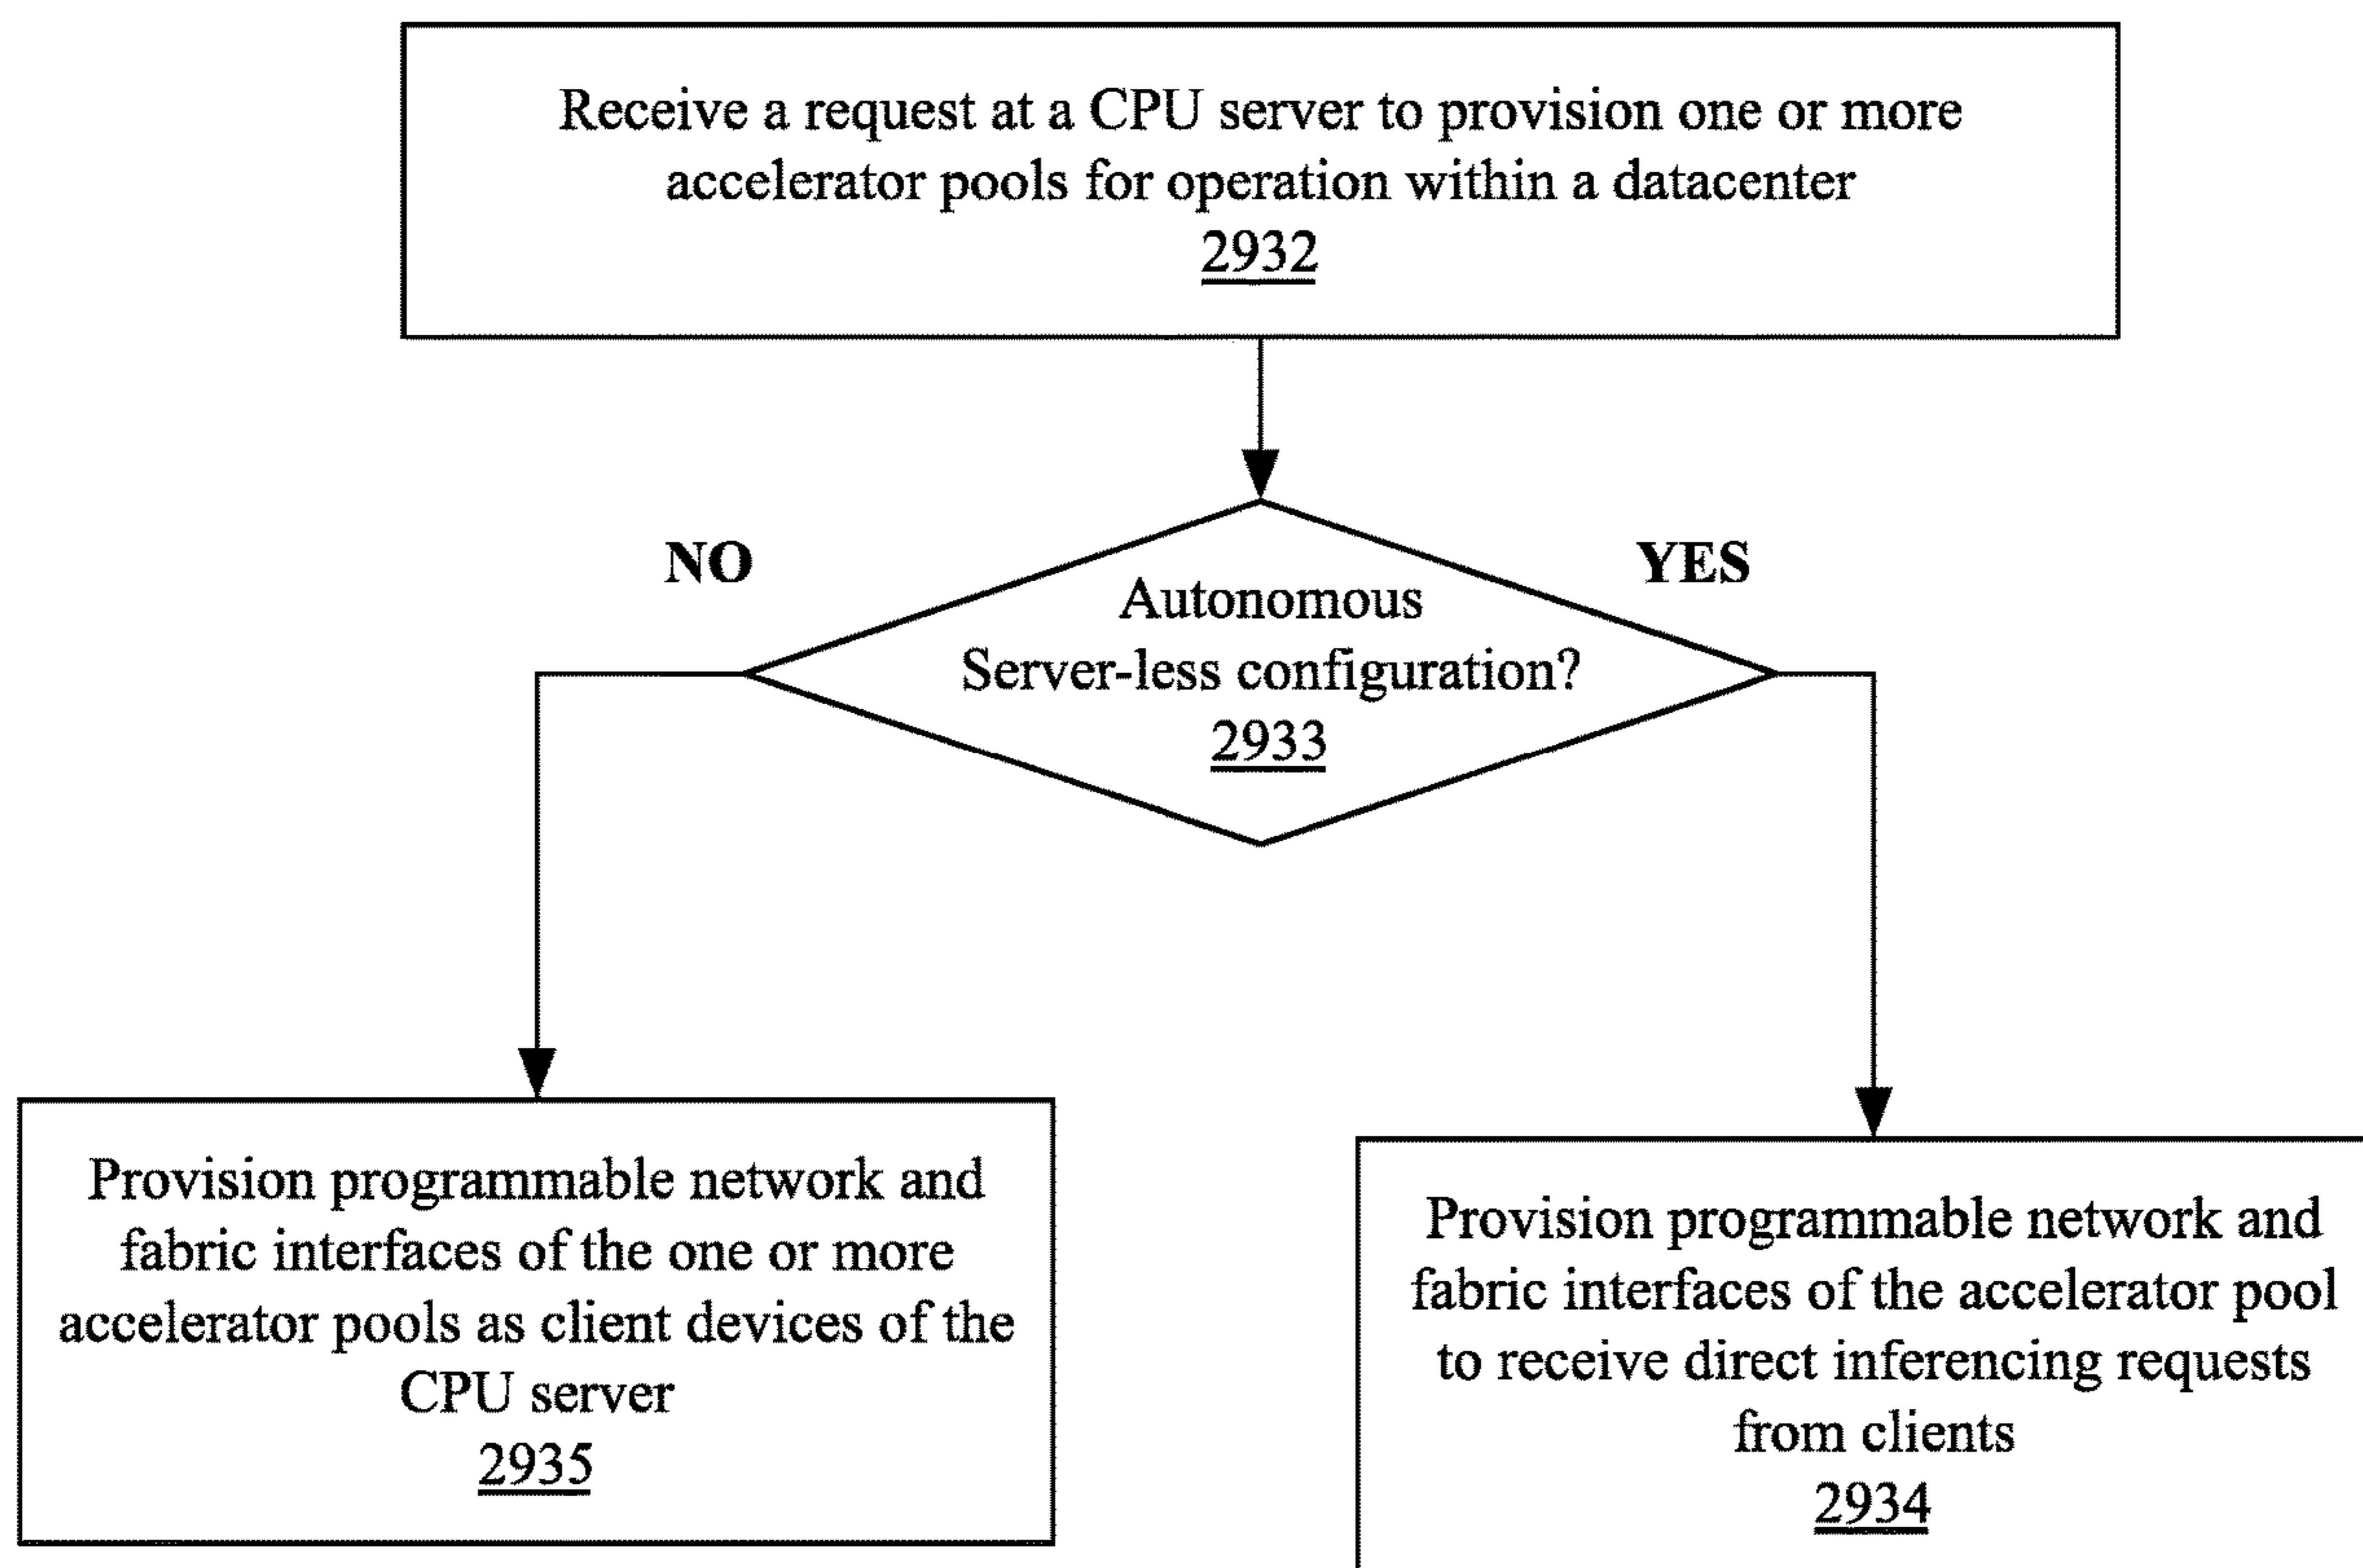 Receive a request at a CPU server to provision one or more
accelerator pools for operation within a datacenter
2932
NO
YES
Autonomous
Server-less configuration?
2933
Provision programmable network and
fabric interfaces of the one or more
accelerator pools as client devices of the
CPU server
2935
Provision programmable network and
fabric interfaces of the accelerator pool
to receive direct inferencing requests
from clients
2934